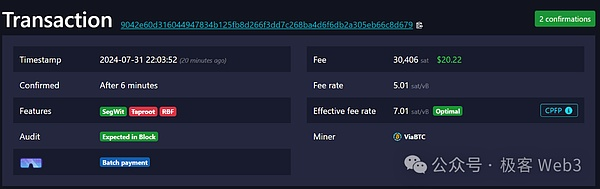 Transaction 9042e60d316044947834b125fb8d266f3dd7c268ba4d6f6db2a305eb66c8d679
2 confirmations
Timestamp 2024-07-31 22:03:52 (20 minutes ago)
Confirmed After 6 minutes
Features SegWit Taproot RBF
Audit Expected in Block
Batch payment
Fee 30,406 sat $20.22
Fee rate 5.01 sat/vB
Effective fee rate 7.01 sat/vB Optimal CPFP
Miner ViaBTC
公众号 · 极客 Web3